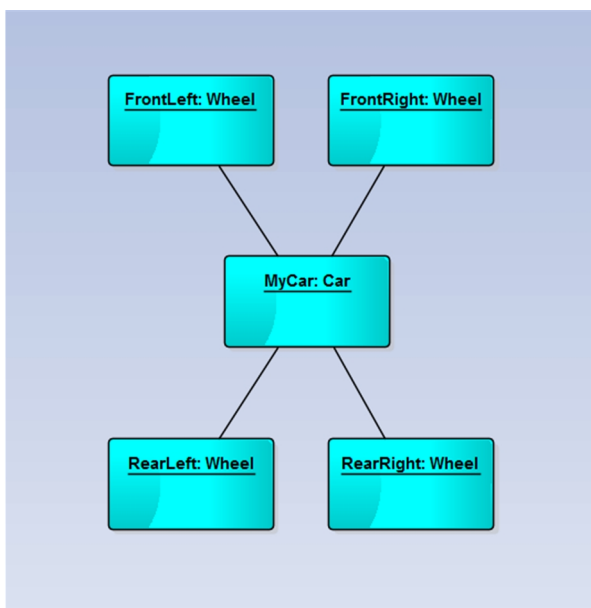 FrontLeft: Wheel
FrontRight: Wheel
MyCar: Car
RearLeft: Wheel
RearRight: Wheel